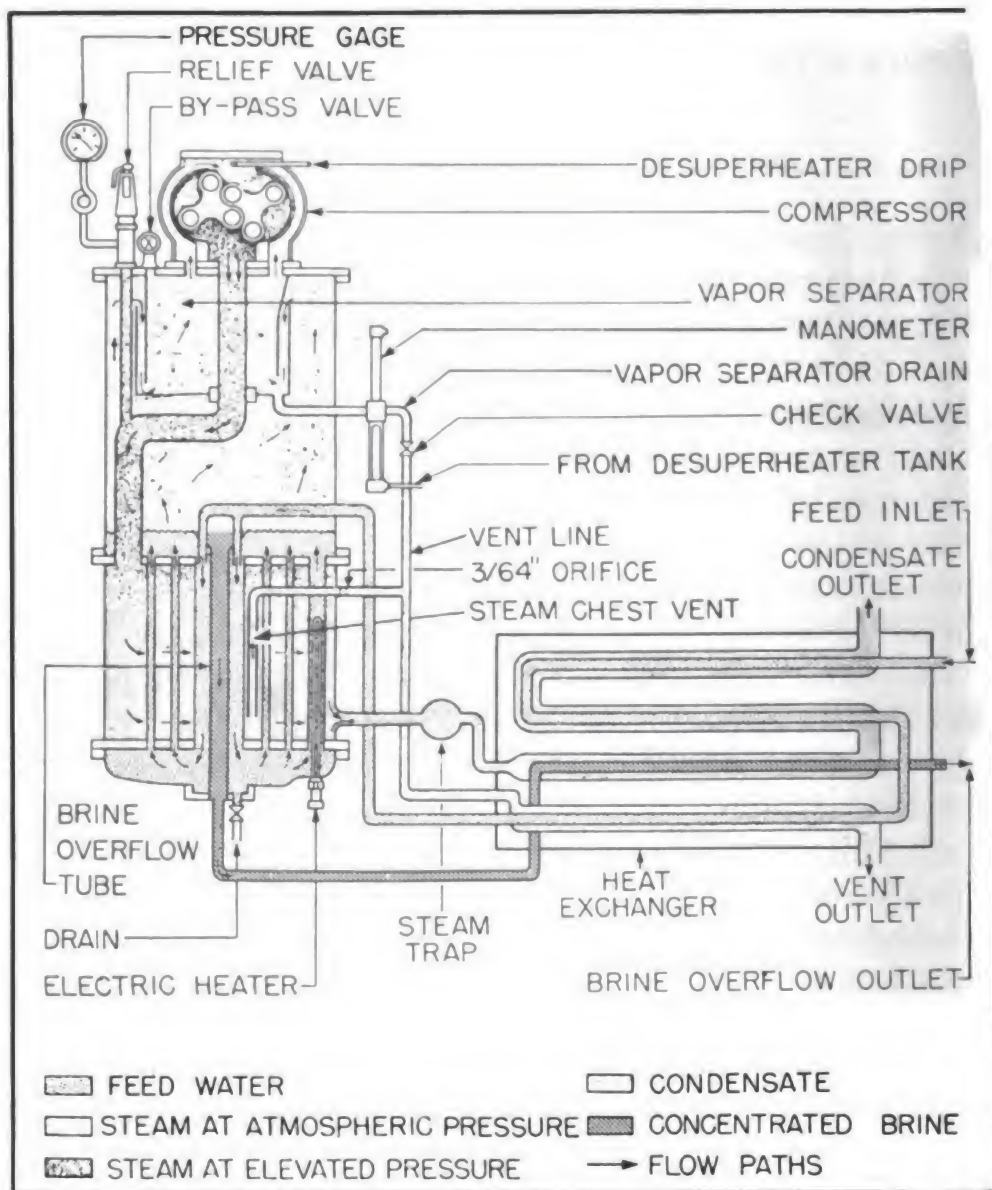 PRESSURE GAGE
RELIEF VALVE
BY-PASS VALVE
DESUPERHEATER DRIP
COMPRESSOR
VAPOR SEPARATOR
MANOMETER
VAPOR SEPARATOR DRAIN
CHECK VALVE
FROM DESUPERHEATER TANK
FEED INLET
VENT LINE
CONDENSATE
OUTLET
3/64" ORIFICE
STEAM CHEST VENT
BRINE
OVERFLOW
TUBE
HEAT
EXCHANGER
VENT
OUTLET
STEAM
TRAP
DRAIN
ELECTRIC HEATER
BRINE OVERFLOW OUTLET
FEED WATER
CONDENSATE
STEAM AT ATMOSPHERIC PRESSURE
CONCENTRATED BRINE
STEAM AT ELEVATED PRESSURE
FLOW PATHS